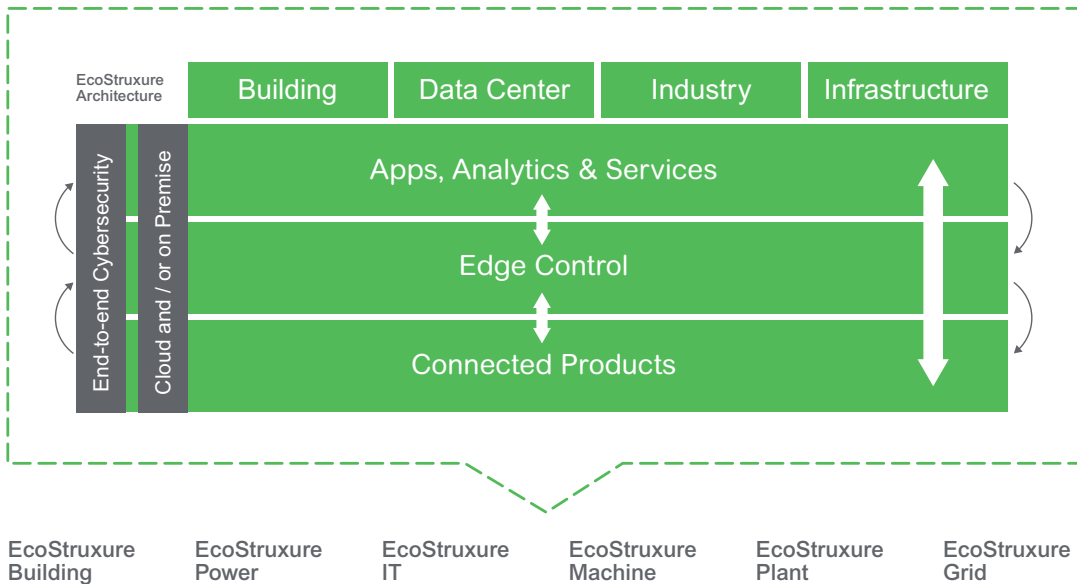 EcoStruxure
Architecture
Building
Data Center
Industry
Infrastructure
End-to-end Cybersecurity
Cloud and / or on Premise
Apps, Analytics & Services
Edge Control
Connected Products
EcoStruxure
Building
EcoStruxure
Power
EcoStruxure
IT
EcoStruxure
Machine
EcoStruxure
Plant
EcoStruxure
Grid